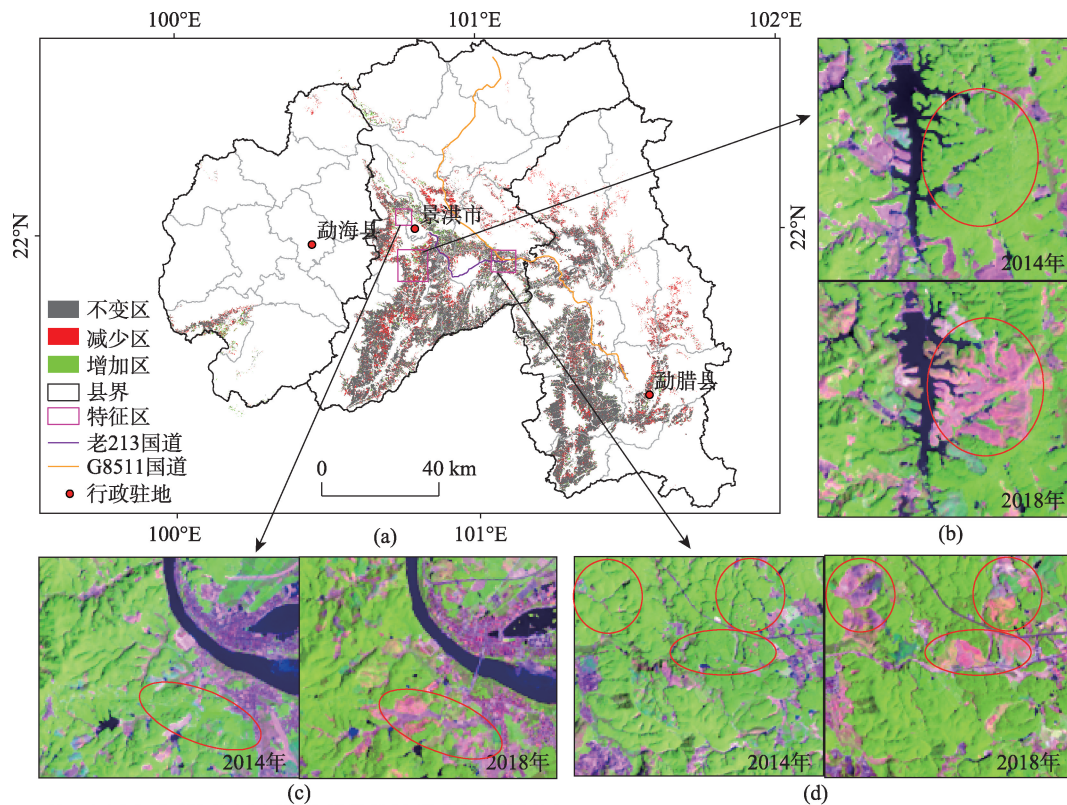 100°E
101°E
102°E
22°N
22°N
勐海县
景洪市
勐腊县
不变区
减少区
增加区
县界
特征区
老213国道
G8511国道
行政驻地
0
40 km
100°E
101°E
(a)
2014年
2018年
(b)
2014年
2018年
(c)
2014年
2018年
(d)